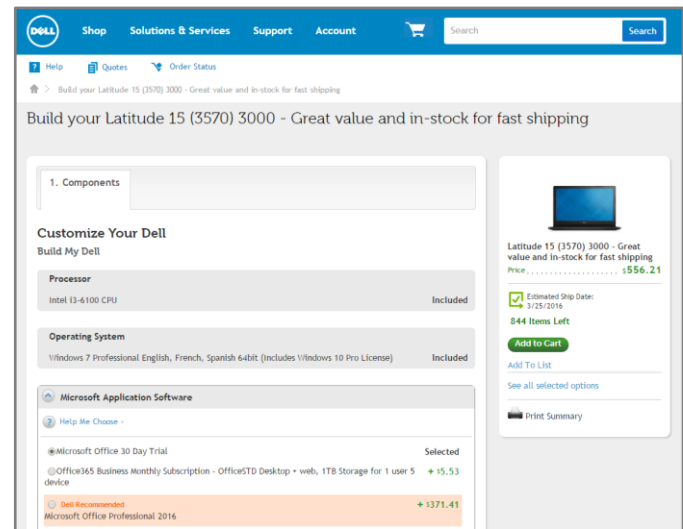 DELL
Shop Solutions & Services Support Account Search Search
? Help Quotes Order Status
> Build your Latitude 15 (3570) 3000 - Great value and in-stock for fast shipping
Build your Latitude 15 (3570) 3000 - Great value and in-stock for fast shipping
1. Components
Customize Your Dell
Build My Dell
Processor
Intel i3-6100 CPU Included
Operating System
Windows 7 Professional English, French, Spanish 64bit (Includes Windows 10 Pro License) Included
Microsoft Application Software
? Help Me Choose -
Microsoft Office 30 Day Trial Selected
Office365 Business Monthly Subscription - OfficeSTD Desktop + web, 1TB Storage for 1 user 5 + $5.53
device
Dell Recommended + $371.41
Microsoft Office Professional 2016
Latitude 15 (3570) 3000 - Great
value and in-stock for fast shipping
Price . . . . . . . . . . . . . . . . . . . $556.21
Estimated Ship Date:
3/25/2016
844 Items Left
Add to Cart
Add To List
See all selected options
Print Summary